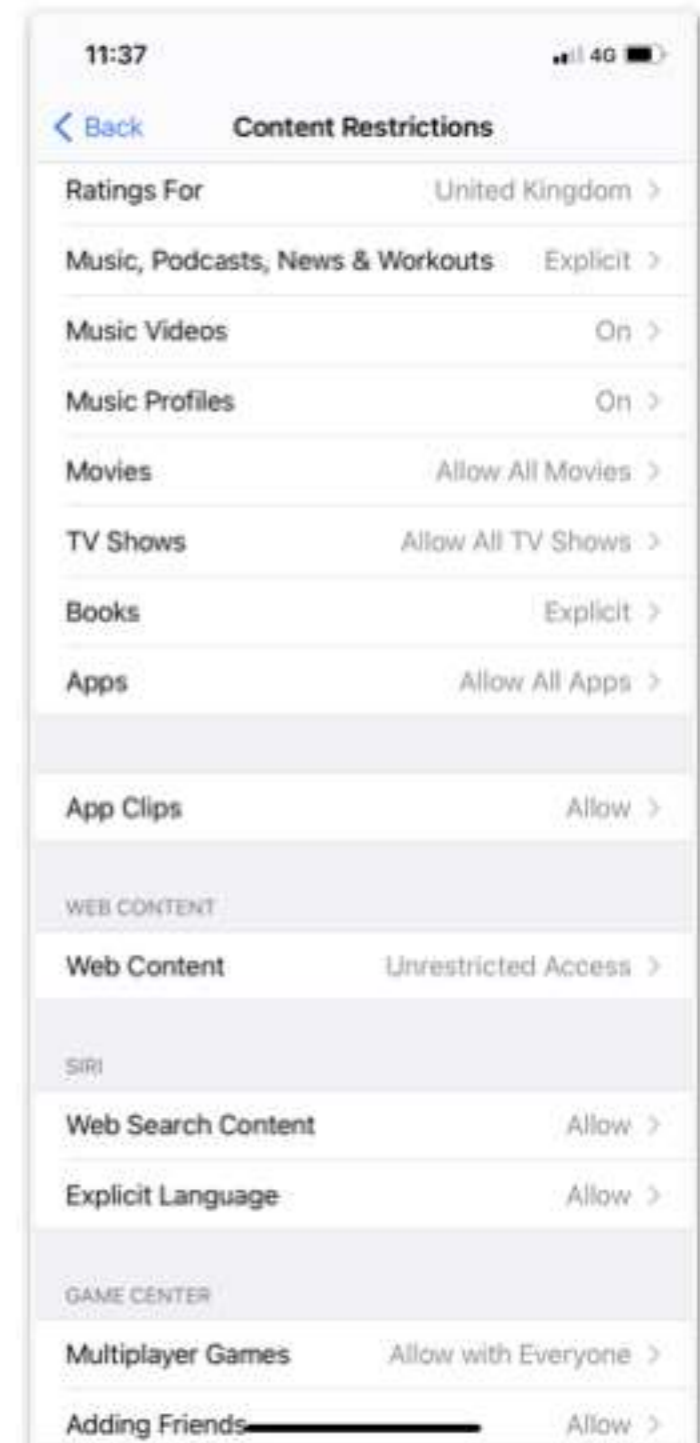 11:37 4G
Back Content Restrictions
Ratings For United Kingdom
Music, Podcasts, News & Workouts Explicit
Music Videos On
Music Profiles On
Movies Allow All Movies
TV Shows Allow All TV Shows
Books Explicit
Apps Allow All Apps
App Clips Allow
WEB CONTENT
Web Content Unrestricted Access
SIRI
Web Search Content Allow
Explicit Language Allow
GAME CENTER
Multiplayer Games Allow with Everyone
Adding Friends Allow